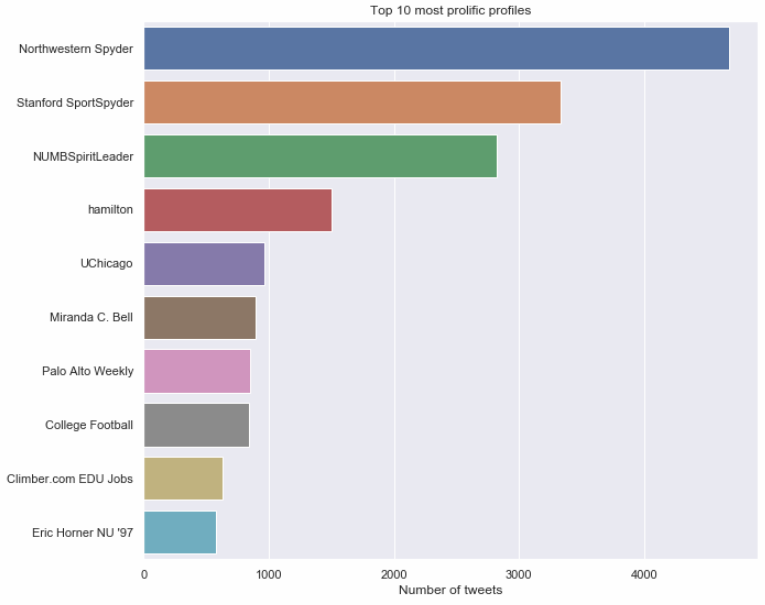 Top 10 most prolific profiles
Northwestern Spyder
Stanford SportSpyder
NUMBSpiritLeader
hamilton
UChicago
Miranda C. Bell
Palo Alto Weekly
College Football
Climber.com EDU Jobs
Eric Horner NU '97
0 1000 2000 3000 4000
Number of tweets